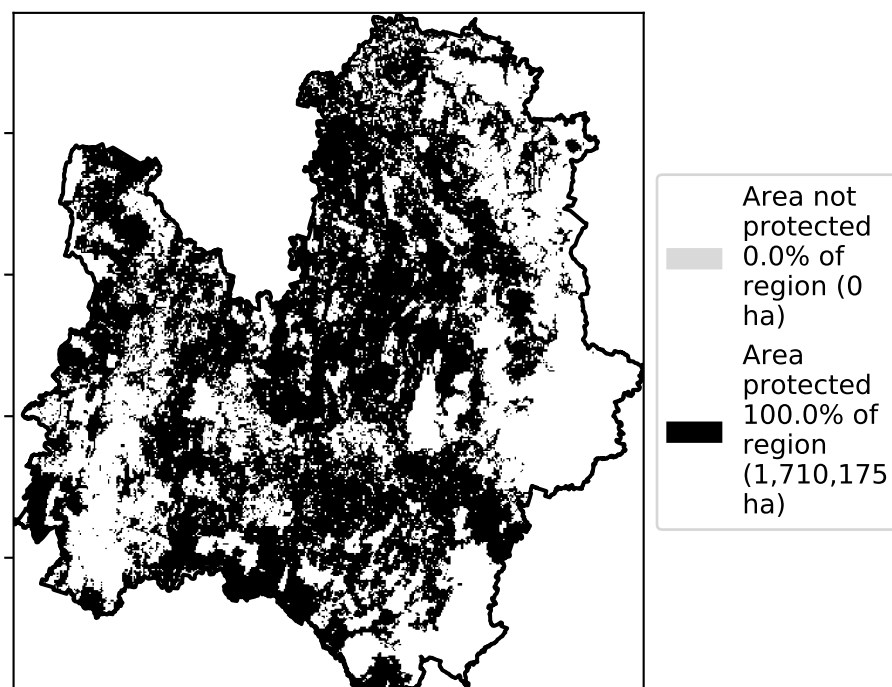 Area not
protected
0.0% of
region (0
ha)
Area
protected
100.0% of
region
(1,710,175
ha)